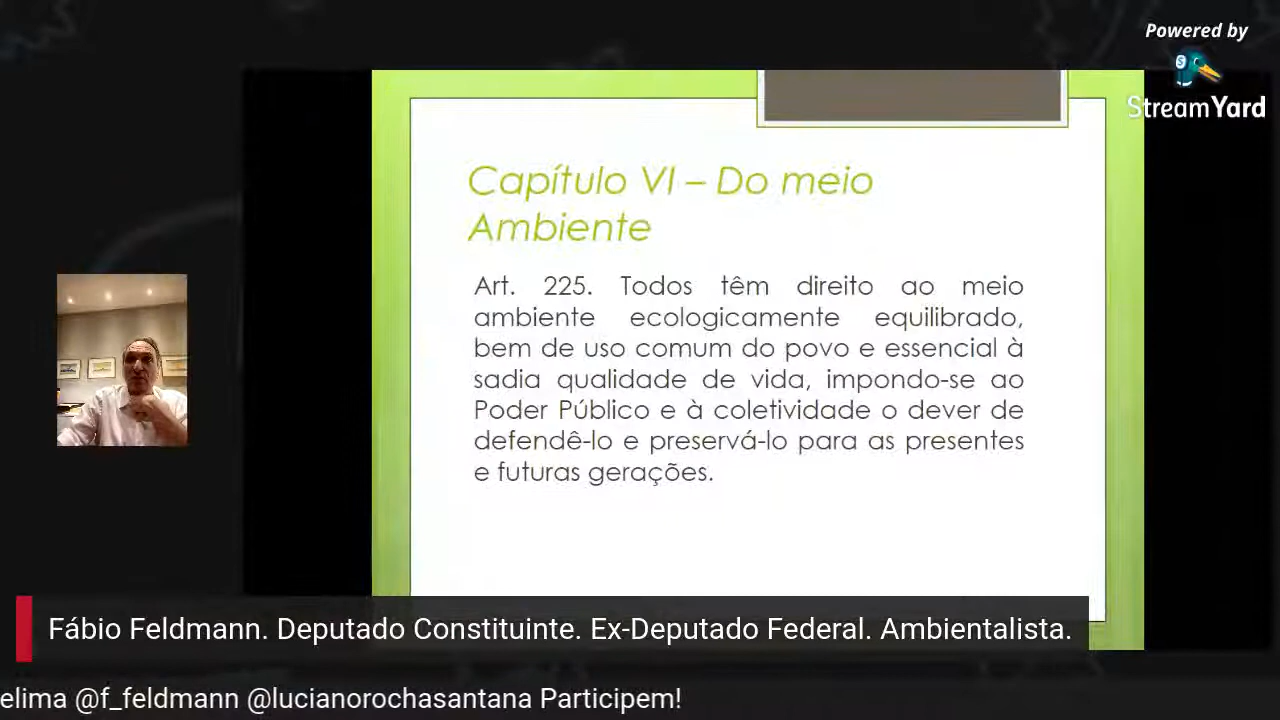 Powered by
StreamYard
Capítulo VI – Do meio
Ambiente
Art. 225. Todos têm direito ao meio
ambiente ecologicamente equilibrado,
bem de uso comum do povo e essencial à
sadia qualidade de vida, impondo-se ao
Poder Público e à coletividade o dever de
defendê-lo e preservá-lo para as presentes
e futuras gerações.
Fábio Feldmann. Deputado Constituinte. Ex-Deputado Federal. Ambientalista.
elima @f_feldmann @lucianorochasantana Participem!